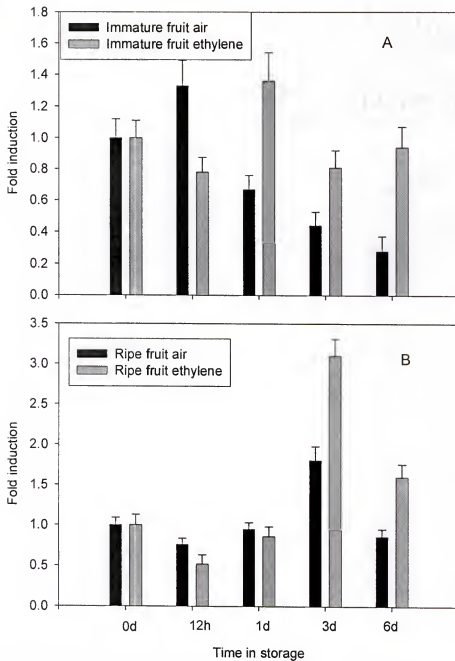 1.8
1.6
1.4
1.2
1.0
0.8
0.6
0.4
0.2
0.0
Fold induction
Immature fruit air
Immature fruit ethylene
A
3.5
3.0
2.5
2.0
1.5
1.0
0.5
0.0
Fold induction
Ripe fruit air
Ripe fruit ethylene
B
0d 12h 1d 3d 6d
Time in storage